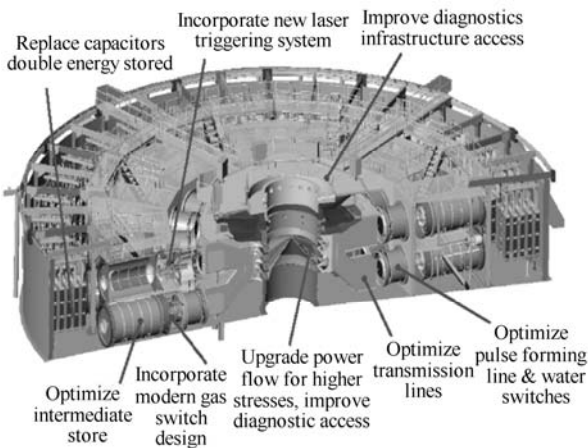 Incorporate new laser
triggering system
Improve diagnostics
infrastructure access
Replace capacitors
double energy stored
Optimize
intermediate
store
Incorporate
modern gas
switch
design
Upgrade power
flow for higher
stresses, improve
diagnostic access
Optimize
transmission
lines
Optimize
pulse forming
line & water
switches